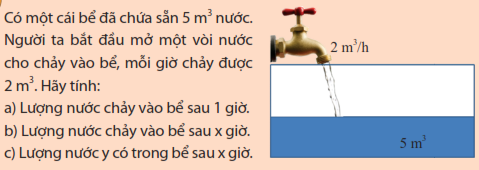 Có một cái bể đã chứa sẵn 5 m³ nước.
Người ta bắt đầu mở một vòi nước
cho chảy vào bể, mỗi giờ chảy được
2 m³. Hãy tính:
a) Lượng nước chảy vào bể sau 1 giờ.
b) Lượng nước chảy vào bể sau x giờ.
c) Lượng nước y có trong bể sau x giờ.
2 m³/h
5 m³